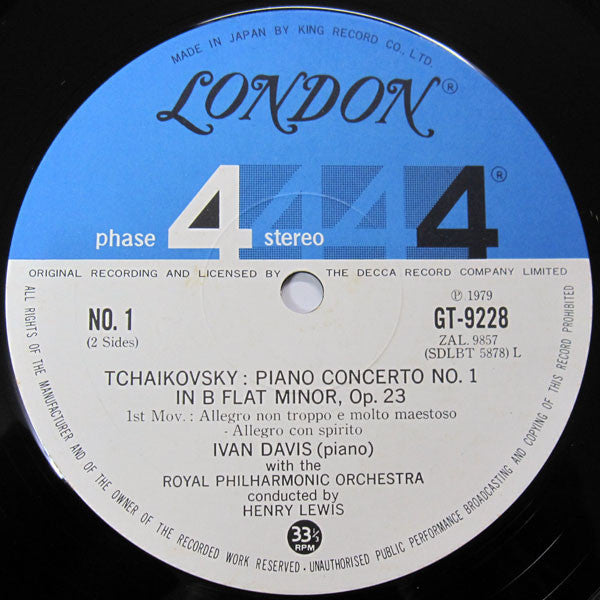 MADE IN JAPAN BY KING RECORD CO., LTD.
LONDON®
phase 4 stereo 4 4 4®
ORIGINAL RECORDING AND LICENSED BY THE DECCA RECORD COMPANY LIMITED
NO. 1
(2 Sides)
℗ 1979
GT-9228
ZAL. 9857
(SDLBT 5878) L
TCHAIKOVSKY : PIANO CONCERTO NO. 1
IN B FLAT MINOR, Op. 23
1st Mov. : Allegro non troppo e molto maestoso
- Allegro con spirito
IVAN DAVIS (piano)
with the
ROYAL PHILHARMONIC ORCHESTRA
conducted by
HENRY LEWIS
33⅓
RPM
ALL RIGHTS OF THE MANUFACTURER AND OF THE OWNER OF THE RECORDED WORK RESERVED · UNAUTHORISED PUBLIC PERFORMANCE BROADCASTING AND COPYING OF THIS RECORD PROHIBITED